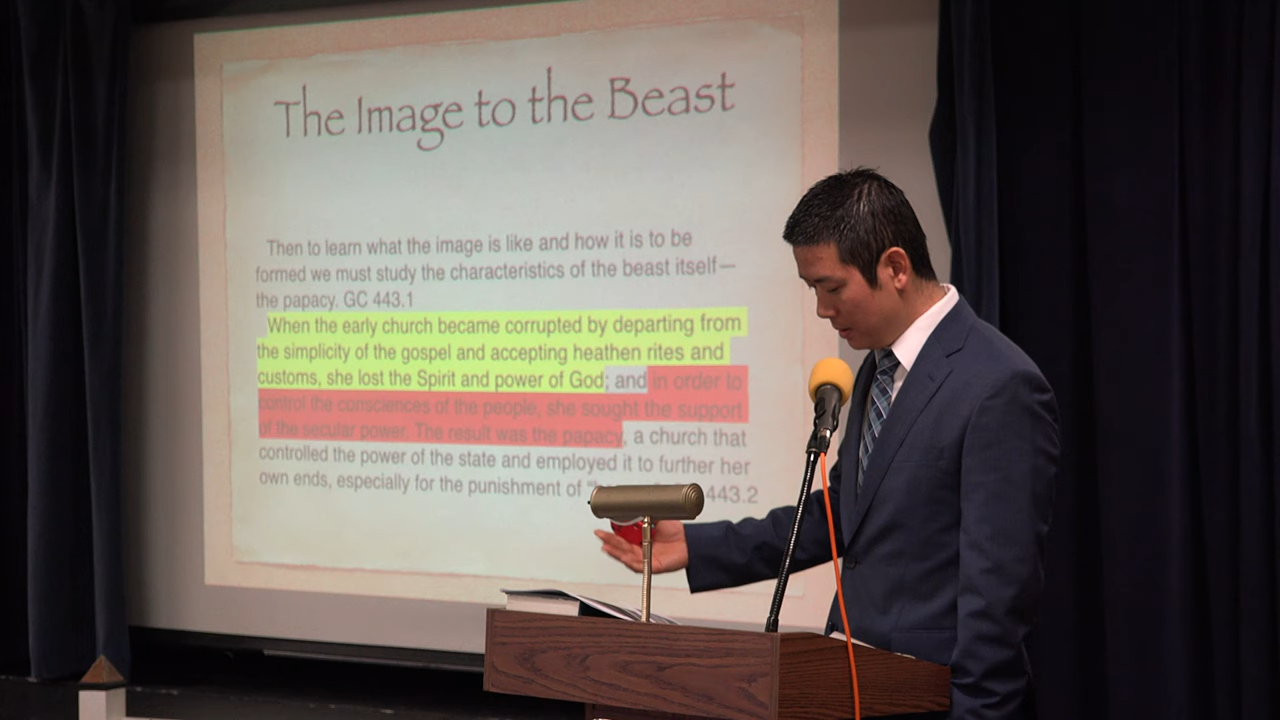 The Image to the Beast
Then to learn what the image is like and how it is to be
formed we must study the characteristics of the beast itself—
the papacy. GC 443.1
When the early church became corrupted by departing from
the simplicity of the gospel and accepting heathen rites and
customs, she lost the Spirit and power of God; and in order to
control the consciences of the people, she sought the support
of the secular power. The result was the papacy, a church that
controlled the power of the state and employed it to further her
own ends, especially for the punishment of 443.2